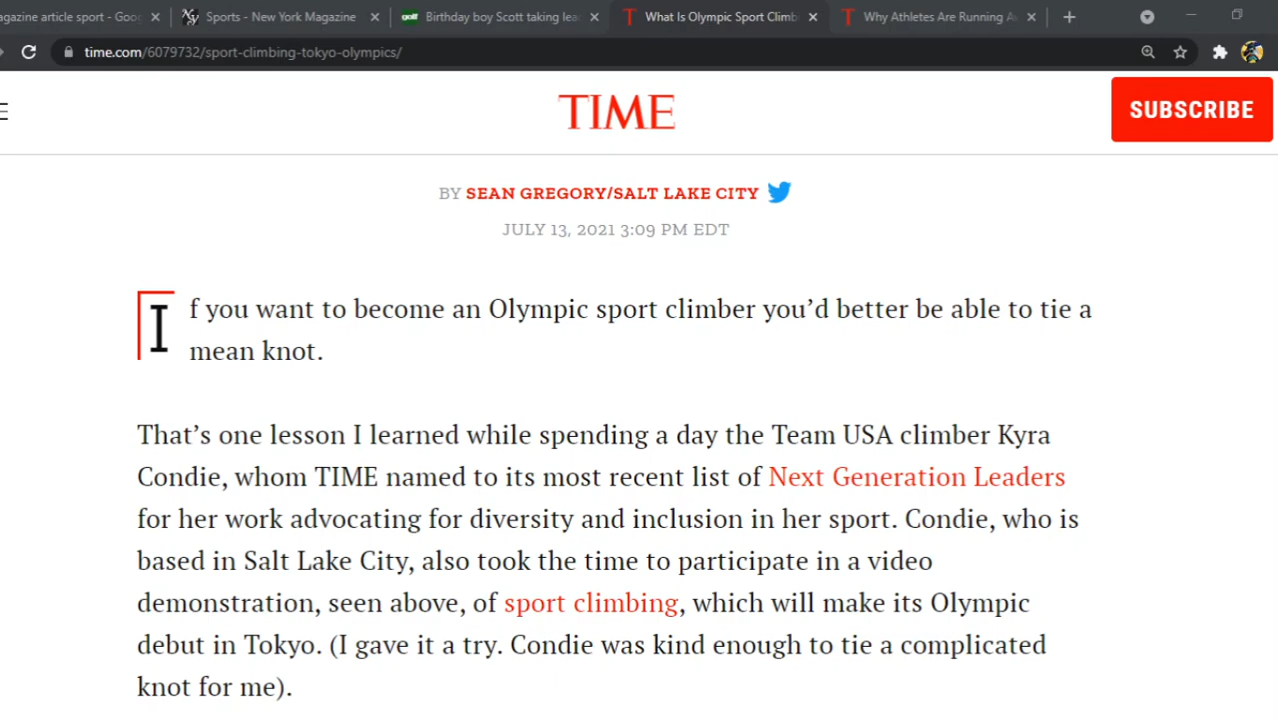 agazine article sport - Goo
Sports - New York Magazine
golf
Birthday boy Scott taking lea
What Is Olympic Sport Climb
Why Athletes Are Running A
time.com/6079732/sport-climbing-tokyo-olympics/
TIME
SUBSCRIBE
BY SEAN GREGORY/SALT LAKE CITY
JULY 13, 2021 3:09 PM EDT
If you want to become an Olympic sport climber you’d better be able to tie a
mean knot.
That’s one lesson I learned while spending a day the Team USA climber Kyra
Condie, whom TIME named to its most recent list of Next Generation Leaders
for her work advocating for diversity and inclusion in her sport. Condie, who is
based in Salt Lake City, also took the time to participate in a video
demonstration, seen above, of sport climbing, which will make its Olympic
debut in Tokyo. (I gave it a try. Condie was kind enough to tie a complicated
knot for me).